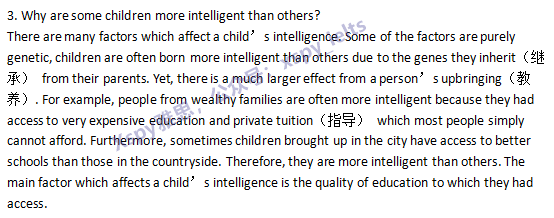 3. Why are some children more intelligent than others?
There are many factors which affect a child’s intelligence. Some of the factors are purely
genetic, children are often born more intelligent than others due to the genes they inherit（继
承） from their parents. Yet, there is a much larger effect from a person’s upbringing（教
养）. For example, people from wealthy families are often more intelligent because they had
access to very expensive education and private tuition（指导） which most people simply
cannot afford. Furthermore, sometimes children brought up in the city have access to better
schools than those in the countryside. Therefore, they are more intelligent than others. The
main factor which affects a child’s intelligence is the quality of education to which they had
access.